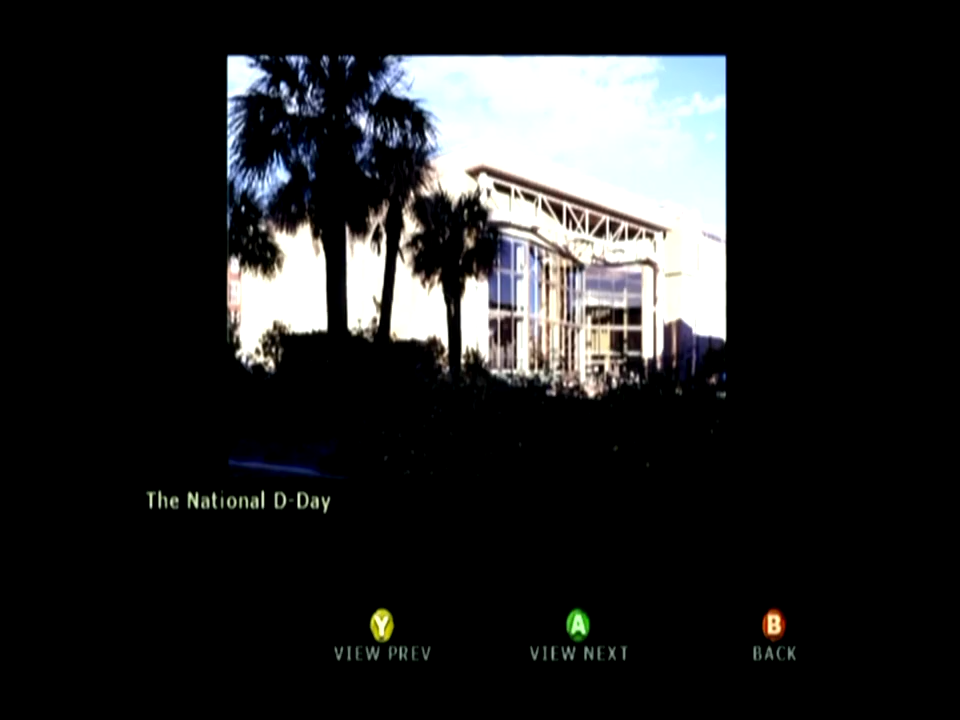 The National D-Day
Y
A
B
VIEW PREV
VIEW NEXT
BACK